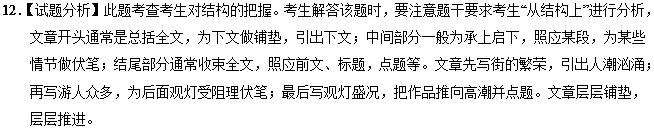 12.【试题分析】此题考查考生对结构的把握。考生解答该题时，要注意题干要求考生“从结构上”进行分析，
文章开头通常是总括全文，为下文做铺垫，引出下文；中间部分一般为承上启下，照应某段，为某些
情节做伏笔；结尾部分通常收束全文，照应前文、标题，点题等。文章先写街的繁荣，引出人潮汹涌；
再写游人众多，为后面观灯受阻理伏笔；最后写观灯盛况，把作品推向高潮并点题。文章层层铺垫，
层层推进。